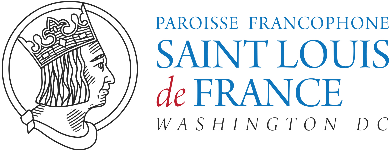 PAROISSE FRANCOPHONE
SAINT LOUIS
de FRANCE
WASHINGTON DC